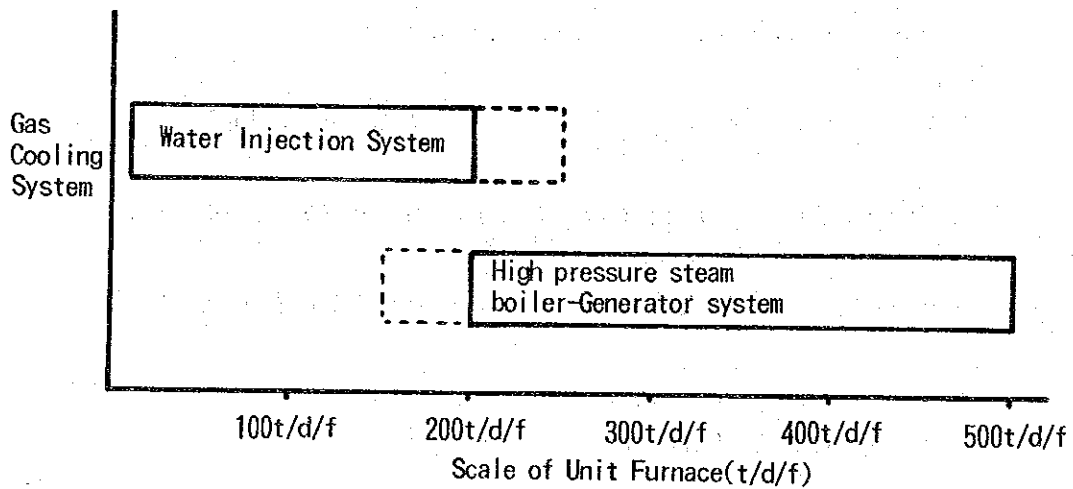 Gas
Cooling
System
Water Injection System
High pressure steam
boiler-Generator system
100t/d/f 200t/d/f 300t/d/f 400t/d/f 500t/d/f
Scale of Unit Furnace(t/d/f)